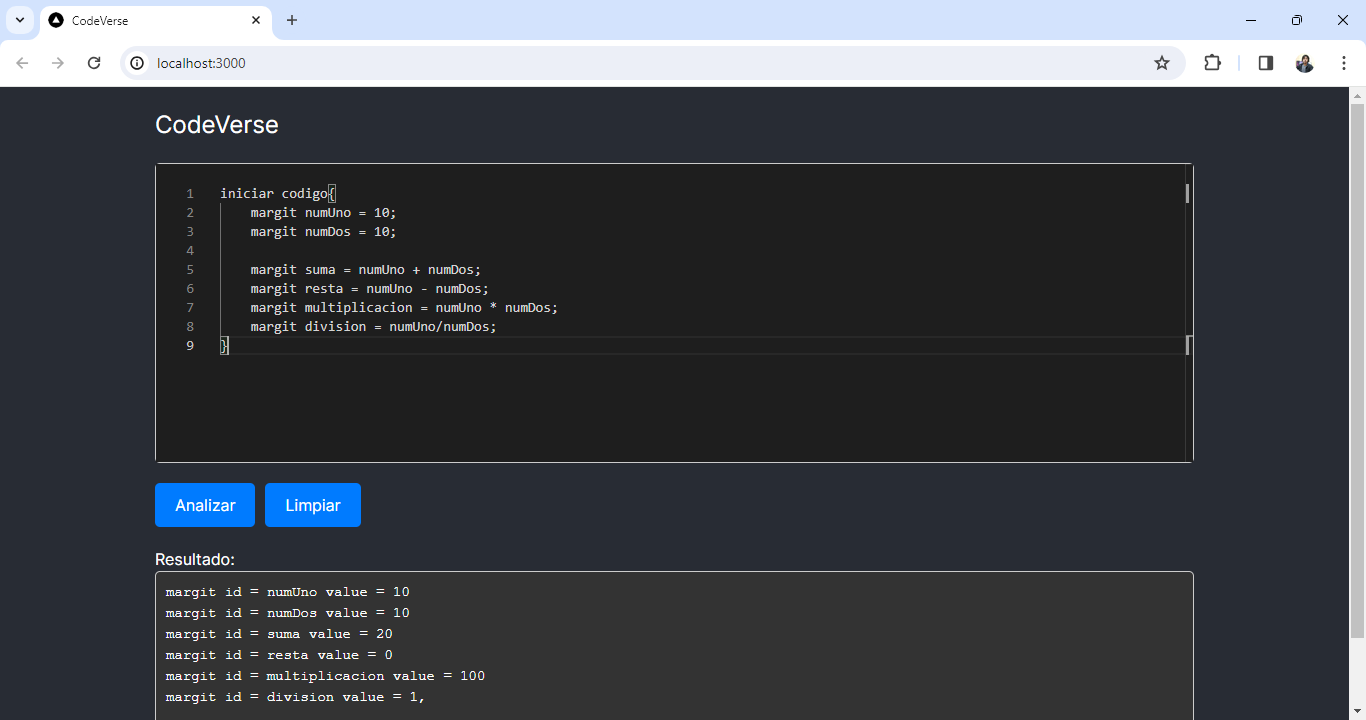 CodeVerse
localhost:3000
CodeVerse
1 iniciar codigo{
2 margit numUno = 10;
3 margit numDos = 10;
4
5 margit suma = numUno + numDos;
6 margit resta = numUno - numDos;
7 margit multiplicacion = numUno * numDos;
8 margit division = numUno/numDos;
9 }
Analizar Limpiar
Resultado:
margit id = numUno value = 10
margit id = numDos value = 10
margit id = suma value = 20
margit id = resta value = 0
margit id = multiplicacion value = 100
margit id = division value = 1,